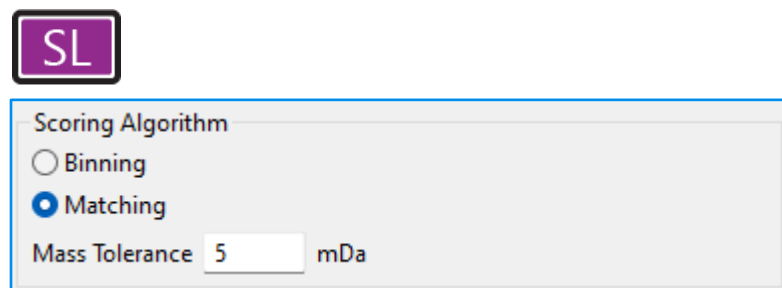 SL
Scoring Algorithm
Binning
Matching
Mass Tolerance 5 mDa